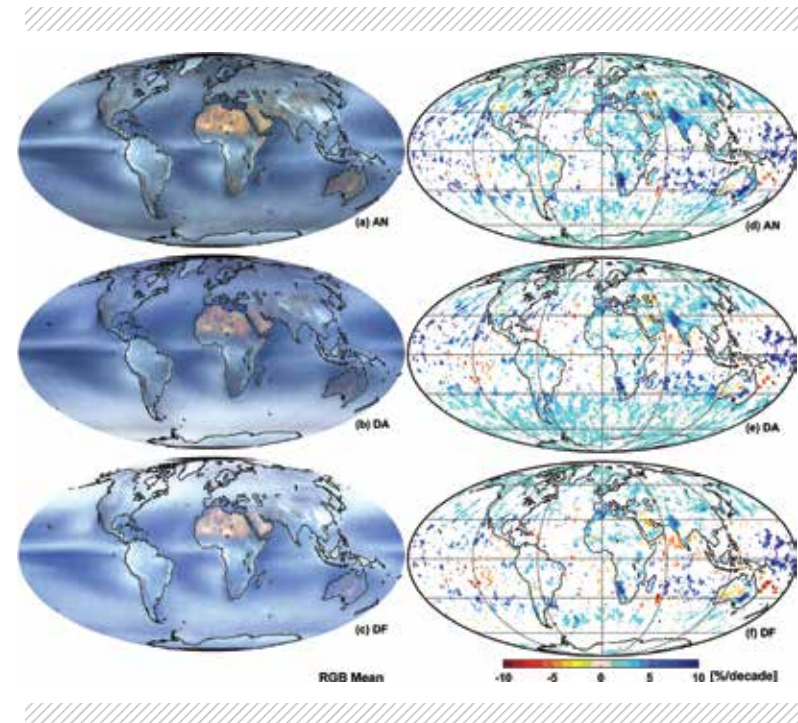 (a) AN
(d) AN
(b) DA
(e) DA
(c) DF
(f) DF
RGB Mean
-10 -5 0 5 10 [%/decade]